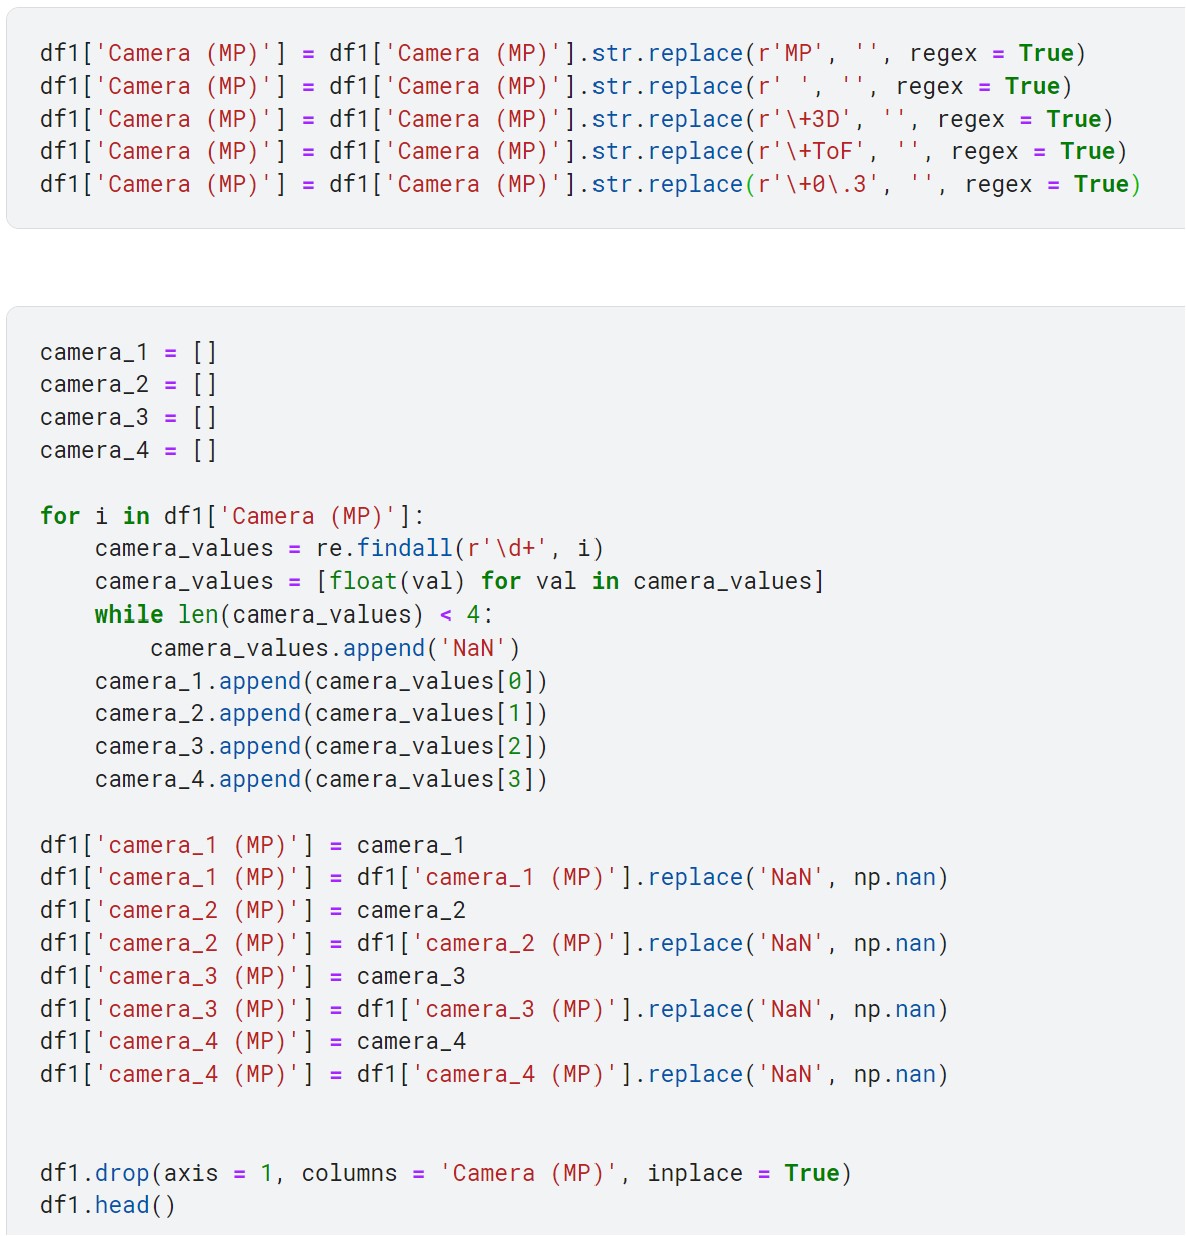 df1['Camera (MP)'] = df1['Camera (MP)'].str.replace(r'MP', '', regex = True)
df1['Camera (MP)'] = df1['Camera (MP)'].str.replace(r' ', '', regex = True)
df1['Camera (MP)'] = df1['Camera (MP)'].str.replace(r'\+3D', '', regex = True)
df1['Camera (MP)'] = df1['Camera (MP)'].str.replace(r'\+ToF', '', regex = True)
df1['Camera (MP)'] = df1['Camera (MP)'].str.replace(r'\+0\.3', '', regex = True)
camera_1 = []
camera_2 = []
camera_3 = []
camera_4 = []
for i in df1['Camera (MP)']:
    camera_values = re.findall(r'\d+', i)
    camera_values = [float(val) for val in camera_values]
    while len(camera_values) < 4:
        camera_values.append('NaN')
    camera_1.append(camera_values[0])
    camera_2.append(camera_values[1])
    camera_3.append(camera_values[2])
    camera_4.append(camera_values[3])
df1['camera_1 (MP)'] = camera_1
df1['camera_1 (MP)'] = df1['camera_1 (MP)'].replace('NaN', np.nan)
df1['camera_2 (MP)'] = camera_2
df1['camera_2 (MP)'] = df1['camera_2 (MP)'].replace('NaN', np.nan)
df1['camera_3 (MP)'] = camera_3
df1['camera_3 (MP)'] = df1['camera_3 (MP)'].replace('NaN', np.nan)
df1['camera_4 (MP)'] = camera_4
df1['camera_4 (MP)'] = df1['camera_4 (MP)'].replace('NaN', np.nan)
df1.drop(axis = 1, columns = 'Camera (MP)', inplace = True)
df1.head()